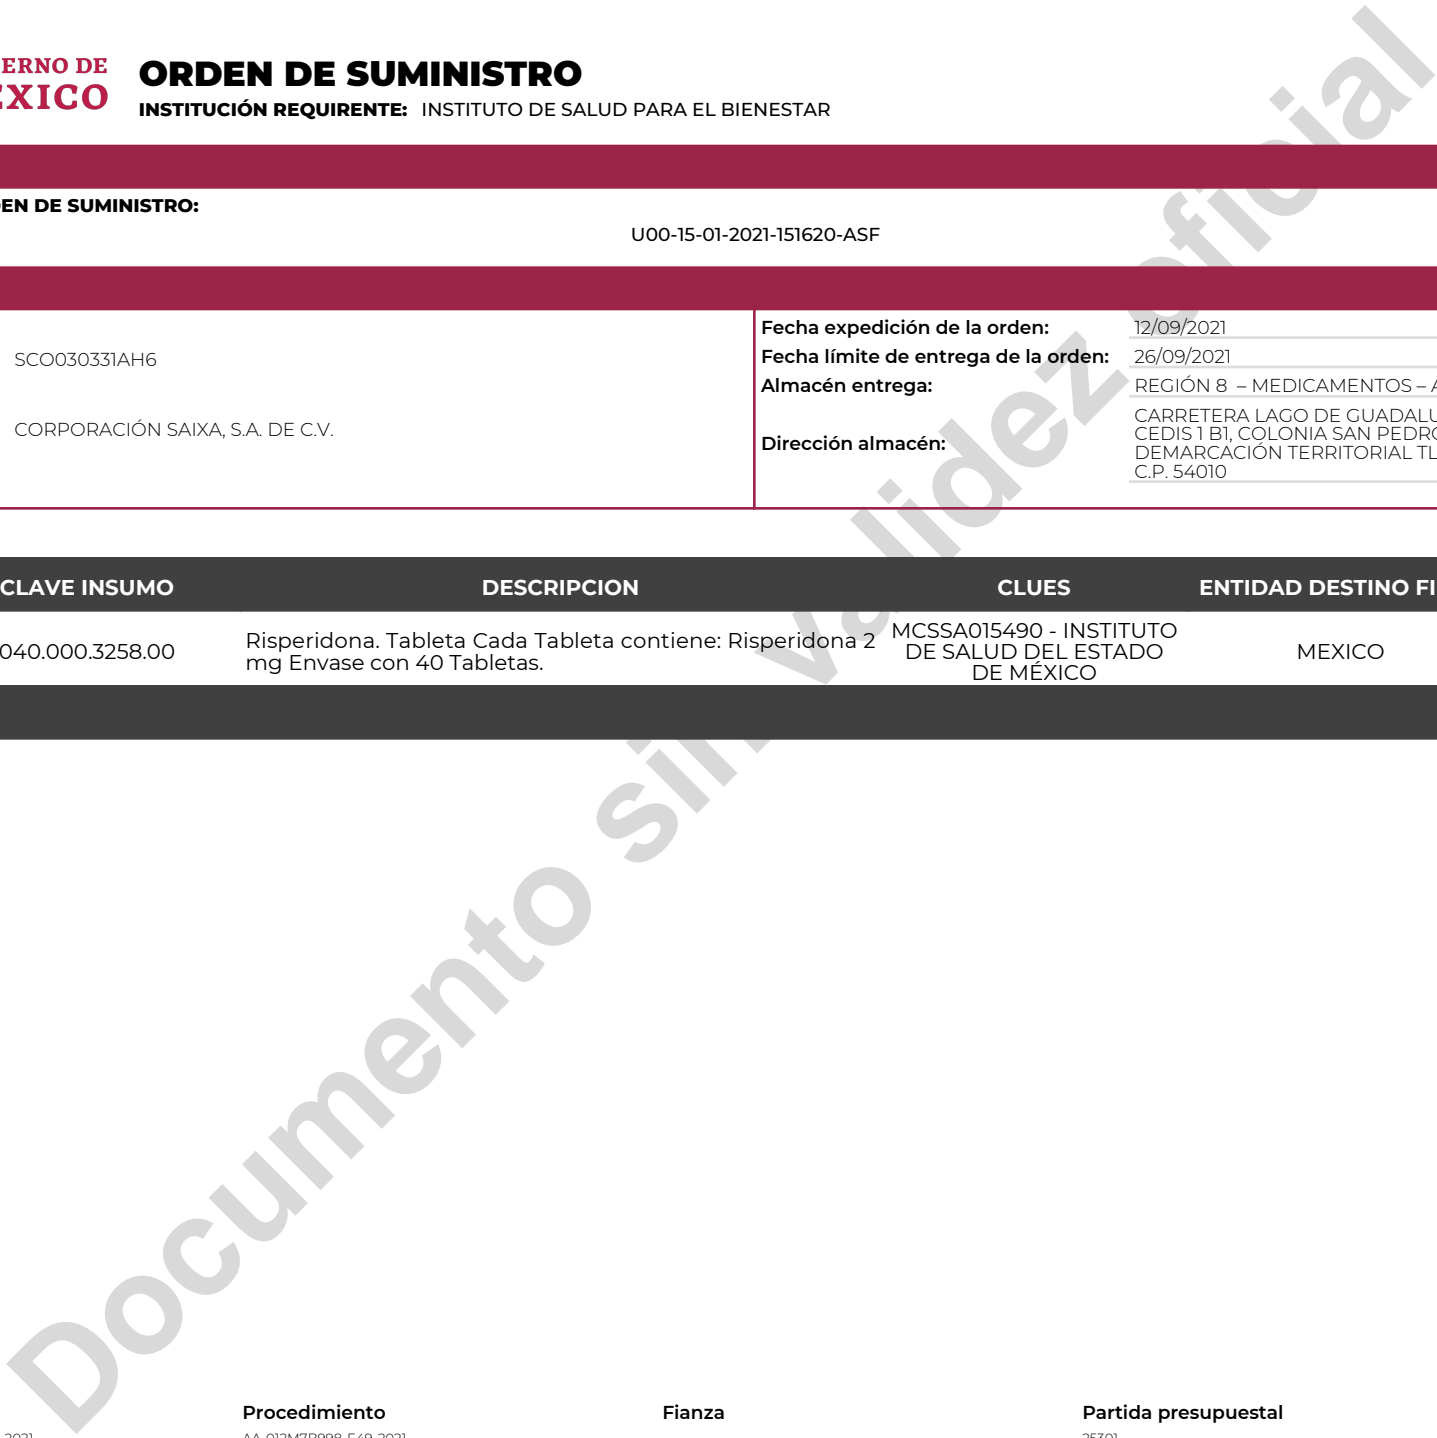 ERNO DE
EXICO
ORDEN DE SUMINISTRO
INSTITUCIÓN REQUIRENTE: INSTITUTO DE SALUD PARA EL BIENESTAR
EN DE SUMINISTRO:
U00-15-01-2021-151620-ASF
SCO030331AH6
CORPORACIÓN SAIXA, S.A. DE C.V.
Fecha expedición de la orden: 12/09/2021
Fecha límite de entrega de la orden: 26/09/2021
Almacén entrega: REGIÓN 8 – MEDICAMENTOS – A
Dirección almacén:
CARRETERA LAGO DE GUADALU
CEDIS 1 B1, COLONIA SAN PEDRO
DEMARCACIÓN TERRITORIAL TL
C.P. 54010
CLAVE INSUMO DESCRIPCION CLUES ENTIDAD DESTINO FI
040.000.3258.00
Risperidona. Tableta Cada Tableta contiene: Risperidona 2
mg Envase con 40 Tabletas.
MCSSA015490 - INSTITUTO
DE SALUD DEL ESTADO
DE MÉXICO
MEXICO
Documento sin validez oficial
Procedimiento Fianza Partida presupuestal